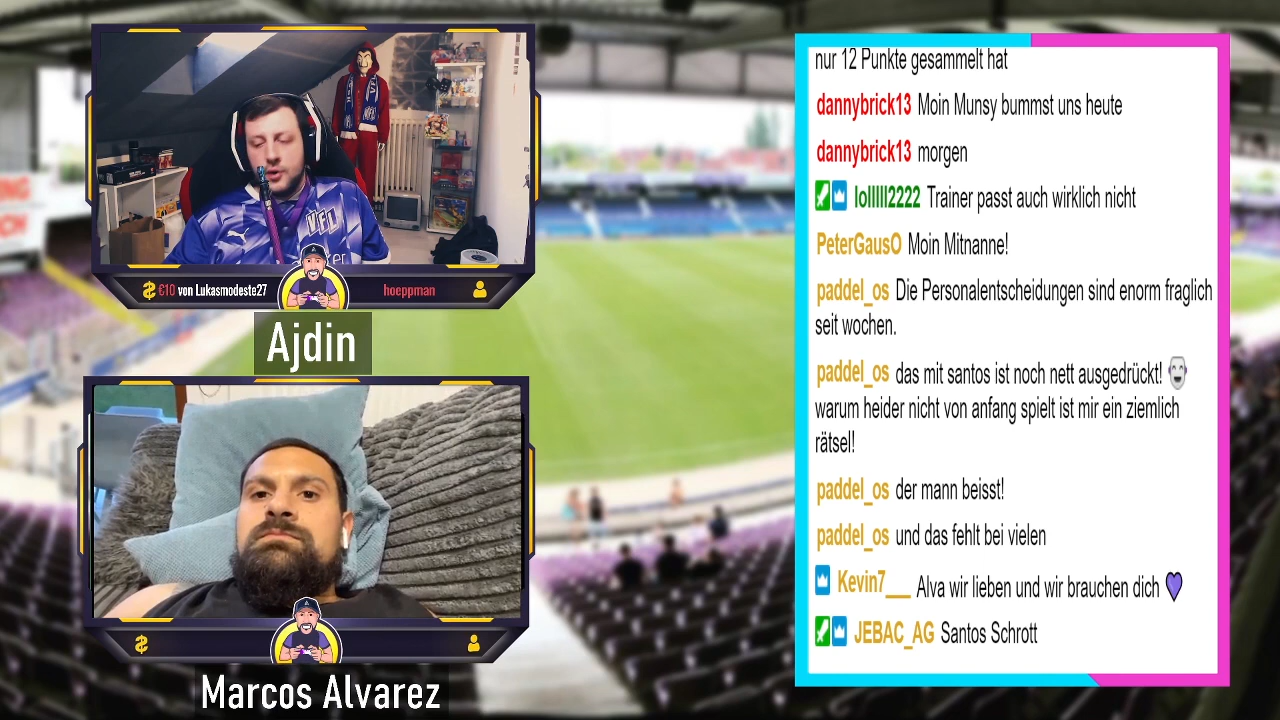 VFL
€10 von Lukasmodeste27
hoeppman
Ajdin
Marcos Alvarez
nur 12 Punkte gesammelt hat
dannybrick13 Moin Munsy bummst uns heute
dannybrick13 morgen
lolllll2222 Trainer passt auch wirklich nicht
PeterGausO Moin Mitnanne!
paddel_os Die Personalentscheidungen sind enorm fraglich
seit wochen.
paddel_os das mit santos ist noch nett ausgedrückt!
warum heider nicht von anfang spielt ist mir ein ziemlich
rätsel!
paddel_os der mann beisst!
paddel_os und das fehlt bei vielen
Kevin7___ Alva wir lieben und wir brauchen dich
JEBAC_AG Santos Schrott